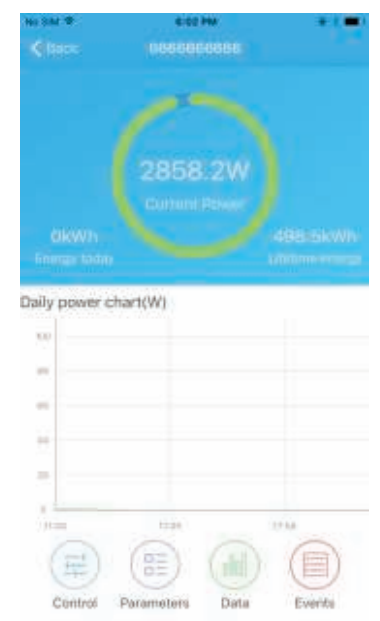 No SIM 6:02 PM
Back
2858.2W
Current Power
0kWh 498.5kWh
Energy today Lifetime energy
Daily power chart(W)
0
Control Parameters Data Events